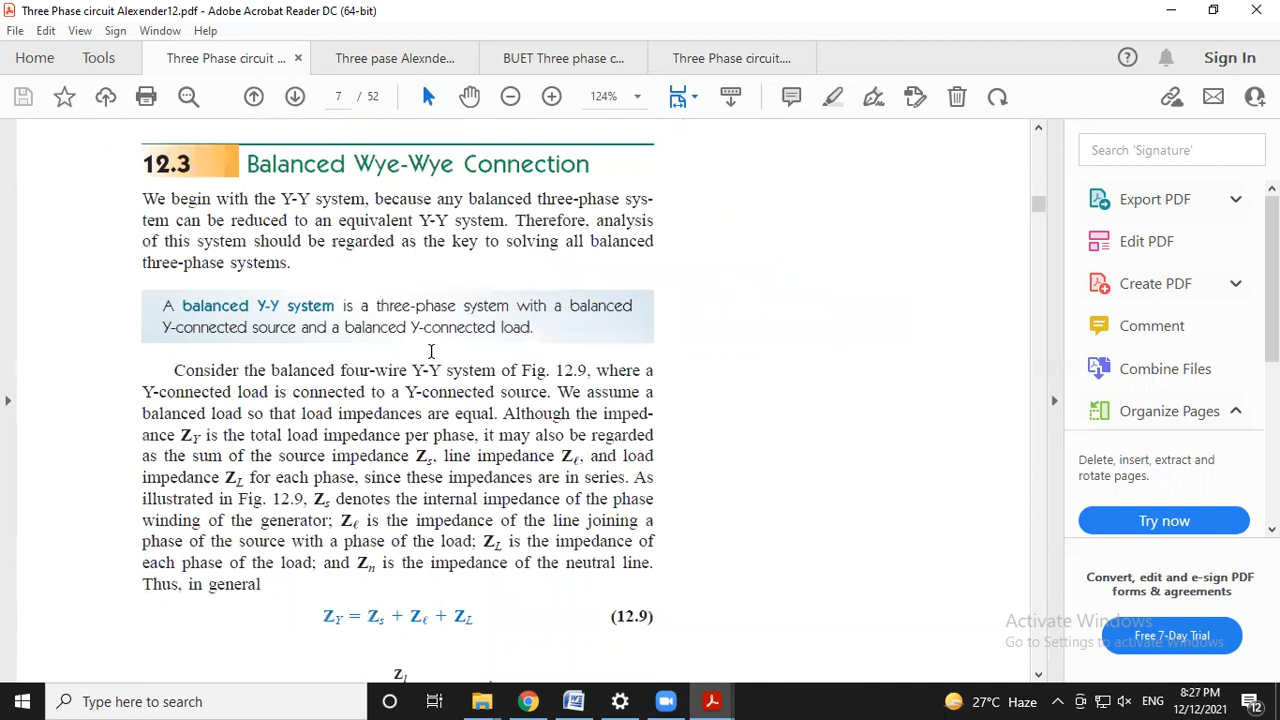 Three Phase circuit Alexender12.pdf - Adobe Acrobat Reader DC (64-bit)
File Edit View Sign Window Help
Home Tools Three Phase circuit ... × Three pase Alexnde... BUET Three phase c... Three Phase circuit.... Sign In
7 / 52 124%
12.3 Balanced Wye-Wye Connection
We begin with the Y-Y system, because any balanced three-phase sys-
tem can be reduced to an equivalent Y-Y system. Therefore, analysis
of this system should be regarded as the key to solving all balanced
three-phase systems.
A balanced Y-Y system is a three-phase system with a balanced
Y-connected source and a balanced Y-connected load.
Consider the balanced four-wire Y-Y system of Fig. 12.9, where a
Y-connected load is connected to a Y-connected source. We assume a
balanced load so that load impedances are equal. Although the imped-
ance Z_Y is the total load impedance per phase, it may also be regarded
as the sum of the source impedance Z_s, line impedance Z_ℓ, and load
impedance Z_L for each phase, since these impedances are in series. As
illustrated in Fig. 12.9, Z_s denotes the internal impedance of the phase
winding of the generator; Z_ℓ is the impedance of the line joining a
phase of the source with a phase of the load; Z_L is the impedance of
each phase of the load; and Z_n is the impedance of the neutral line.
Thus, in general
Z_Y = Z_s + Z_ℓ + Z_L (12.9)
Search 'Signature'
Export PDF
Edit PDF
Create PDF
Comment
Combine Files
Organize Pages
Delete, insert, extract and
rotate pages.
Try now
Convert, edit and e-sign PDF
forms & agreements
Free 7-Day Trial
Activate Windows
Go to Settings to activate Windows.
Type here to search
27°C Haze
ENG
8:27 PM
12/12/2021
12